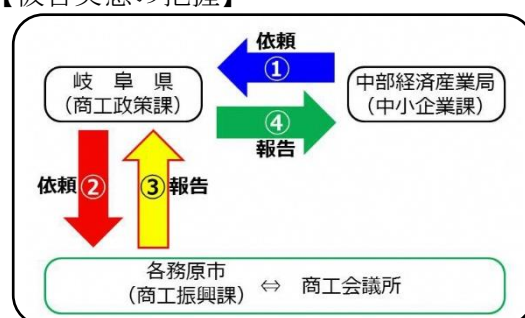 【被害実態の把握】
依頼
①
岐阜県
(商工政策課)
中部経済産業局
(中小企業課)
④
報告
依頼②
③報告
各務原市
(商工振興課)
⇔
商工会議所